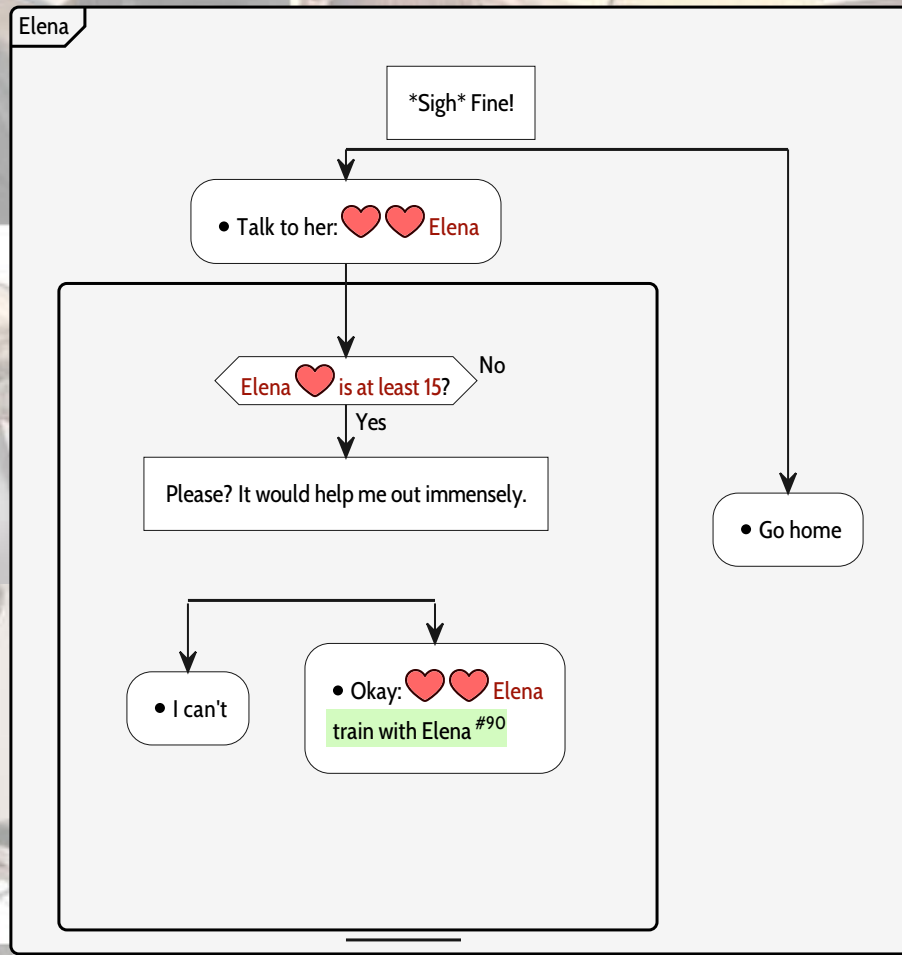 Elena
*Sigh* Fine!
• Talk to her: Elena
Elena is at least 15?
No
Yes
Please? It would help me out immensely.
• Go home
• I can't
• Okay: Elena
train with Elena #90